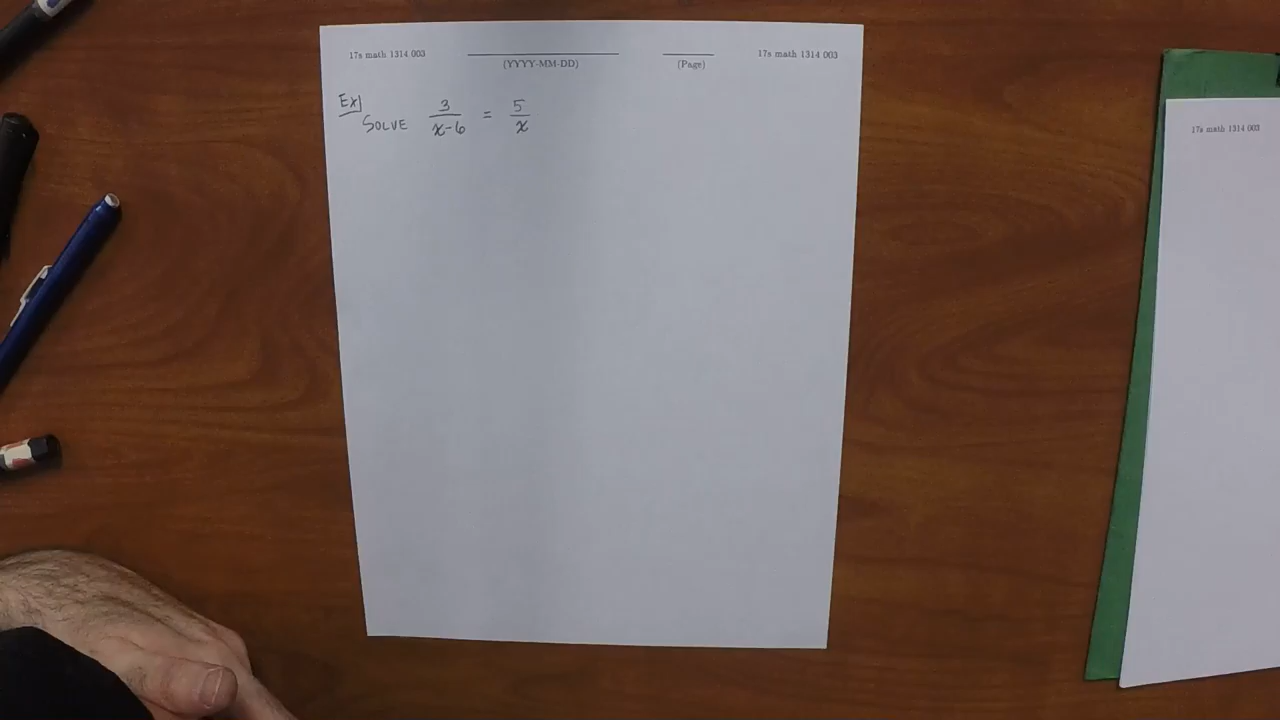 17s math 1314 003 (YYYY-MM-DD) (Page) 17s math 1314 003
Ex]
SOLVE 3/(x-6) = 5/x
17s math 1314 003